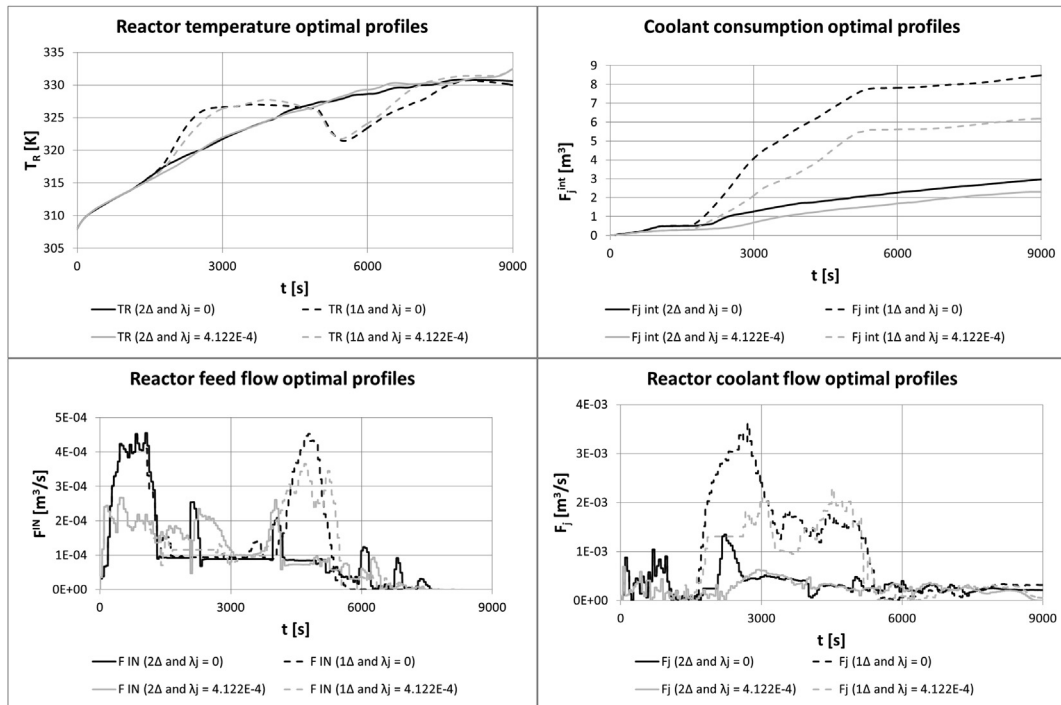 Reactor temperature optimal profiles
335
330
325
320
315
310
305
T_R [K]
0 3000 6000 9000
t [s]
TR (2Δ and λj = 0) TR (1Δ and λj = 0)
TR (2Δ and λj = 4.122E-4) TR (1Δ and λj = 4.122E-4)
Coolant consumption optimal profiles
9
8
7
6
5
4
3
2
1
0
F_j^int [m³]
0 3000 6000 9000
t [s]
Fj int (2Δ and λj = 0) Fj int (1Δ and λj = 0)
Fj int (2Δ and λj = 4.122E-4) Fj int (1Δ and λj = 4.122E-4)
Reactor feed flow optimal profiles
5E-04
4E-04
3E-04
2E-04
1E-04
0E+00
F^IN [m³/s]
0 3000 6000 9000
t [s]
F IN (2Δ and λj = 0) F IN (1Δ and λj = 0)
F IN (2Δ and λj = 4.122E-4) F IN (1Δ and λj = 4.122E-4)
Reactor coolant flow optimal profiles
4E-03
3E-03
2E-03
1E-03
0E+00
F_j [m³/s]
0 3000 6000 9000
t [s]
Fj (2Δ and λj = 0) Fj (1Δ and λj = 0)
Fj (2Δ and λj = 4.122E-4) Fj (1Δ and λj = 4.122E-4)